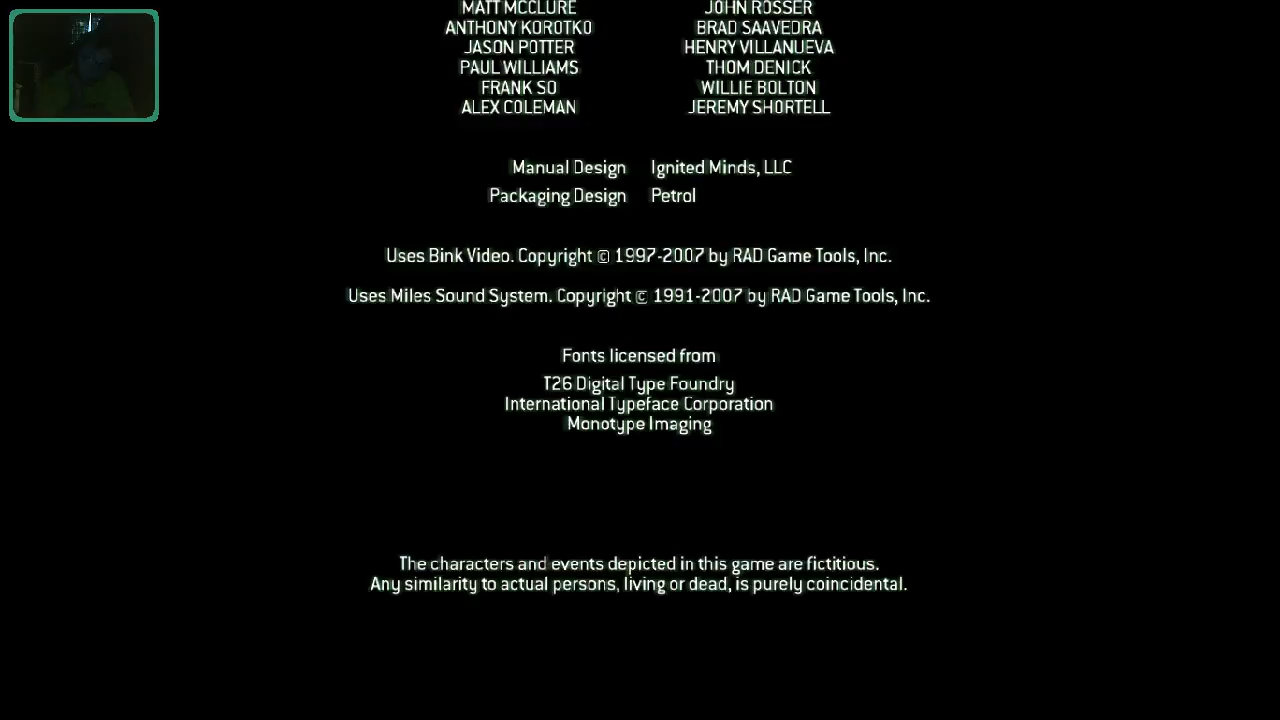 MATT MCCLURE JOHN ROSSER
ANTHONY KOROTKO BRAD SAAVEDRA
JASON POTTER HENRY VILLANUEVA
PAUL WILLIAMS THOM DENICK
FRANK SO WILLIE BOLTON
ALEX COLEMAN JEREMY SHORTELL
Manual Design Ignited Minds, LLC
Packaging Design Petrol
Uses Bink Video. Copyright © 1997-2007 by RAD Game Tools, Inc.
Uses Miles Sound System. Copyright © 1991-2007 by RAD Game Tools, Inc.
Fonts licensed from
T26 Digital Type Foundry
International Typeface Corporation
Monotype Imaging
The characters and events depicted in this game are fictitious.
Any similarity to actual persons, living or dead, is purely coincidental.